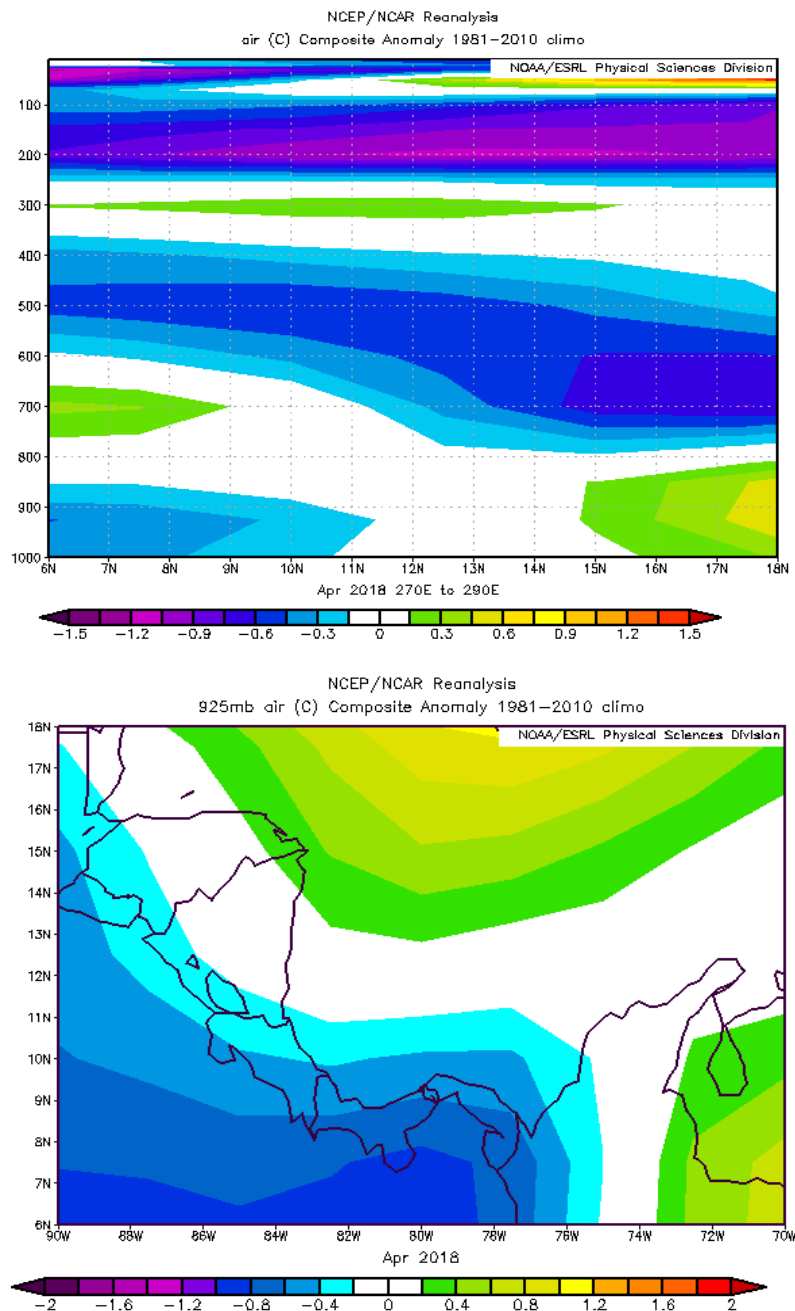 NCEP/NCAR Reanalysis
air (C) Composite Anomaly 1981-2010 climo
NOAA/ESRL Physical Sciences Division
100
200
300
400
500
600
700
800
900
1000
6N 7N 8N 9N 10N 11N 12N 13N 14N 15N 16N 17N 18N
Apr 2018 270E to 290E
-1.5 -1.2 -0.9 -0.6 -0.3 0 0.3 0.6 0.9 1.2 1.5
NCEP/NCAR Reanalysis
925mb air (C) Composite Anomaly 1981-2010 climo
18N
NOAA/ESRL Physical Sciences Division
17N
16N
15N
14N
13N
12N
11N
10N
9N
8N
7N
6N
90W 88W 86W 84W 82W 80W 78W 76W 74W 72W 70W
Apr 2018
-2 -1.6 -1.2 -0.8 -0.4 0 0.4 0.8 1.2 1.6 2